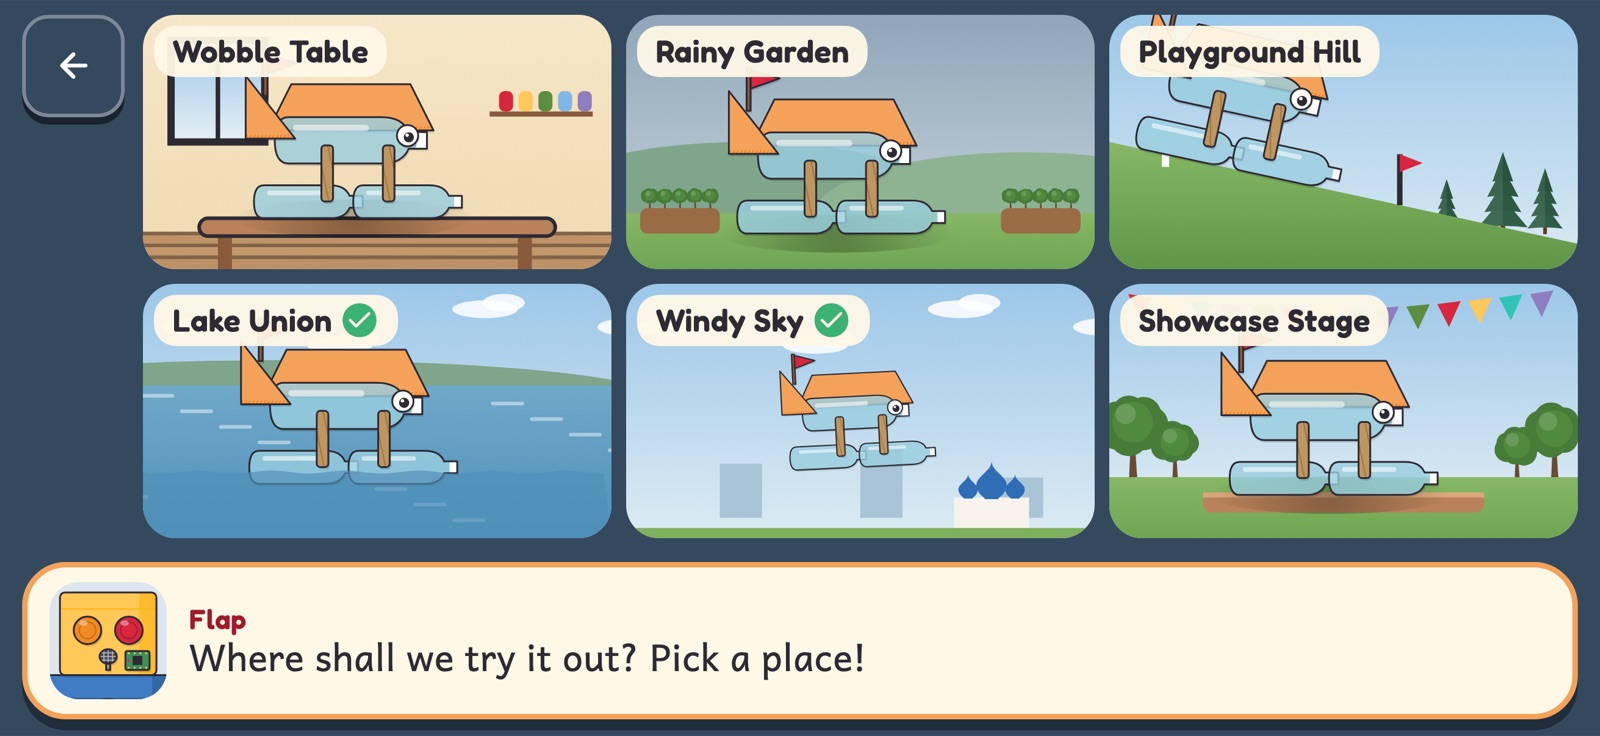 Wobble Table
Rainy Garden
Playground Hill
Lake Union
Windy Sky
Showcase Stage
Flap
Where shall we try it out? Pick a place!